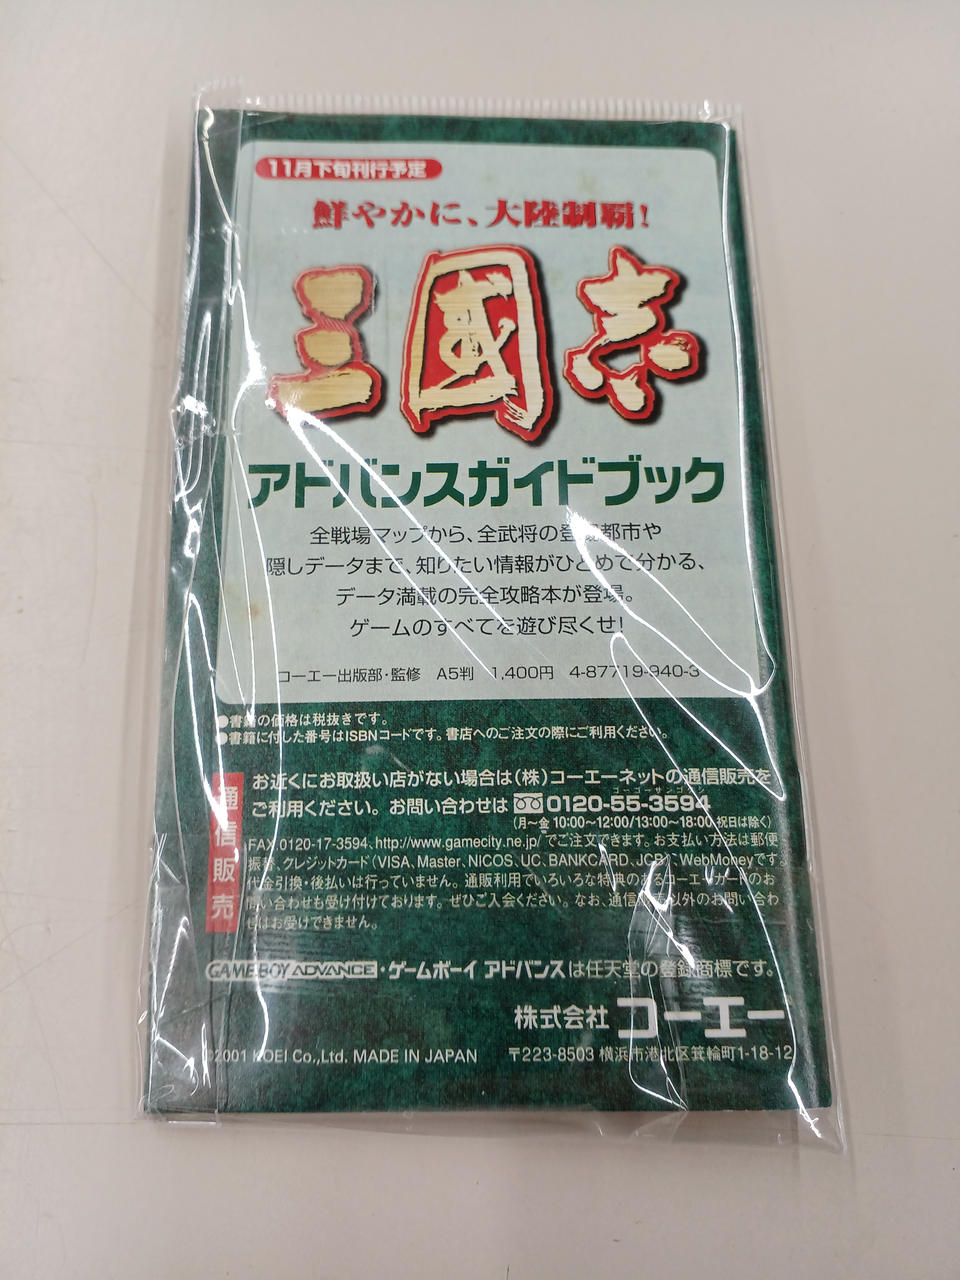 11月下旬刊行予定
鮮やかに、大陸制覇!
三國志
アドバンスガイドブック
全戦場マップから、全武将の登場都市や
隠しデータまで、知りたい情報がひとめで分かる、
データ満載の完全攻略本が登場。
ゲームのすべてを遊び尽くせ!
コーエー出版部・監修 A5判 1,400円 4-87719-940-3
●書籍の価格は税抜きです。
●書籍に付した番号はISBNコードです。書店へのご注文の際にご利用ください。
通信販売
お近くにお取扱い店がない場合は(株)コーエーネットの通信販売を
ゴーゴーサンゴクシ
ご利用ください。お問い合わせは 0120-55-3594
(月〜金 10:00〜12:00/13:00〜18:00 祝日は除く)
FAX 0120-17-3594、http://www.gamecity.ne.jp/ でご注文できます。お支払い方法は郵便
振替、クレジットカード(VISA、Master、NICOS、UC、BANKCARD、JCB)、WebMoneyです。
代金引換・後払いは行っていません。通販利用でいろいろな特典のあるコーエーカードのお
問い合わせも受け付けております。ぜひご入会ください。なお、通信販売以外のお問い合わ
せはお受けできません。
GAME BOY ADVANCE・ゲームボーイ アドバンスは任天堂の登録商標です。
株式会社 コーエー
©2001 KOEI Co.,Ltd. MADE IN JAPAN 〒223-8503 横浜市港北区箕輪町1-18-12